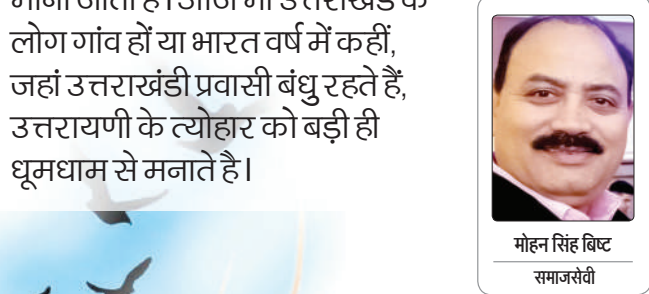 लोग गांव हों या भारत वर्ष में कहीं,
जहां उत्तराखंडी प्रवासी बंधु रहते हैं,
उत्तरायणी के त्योहार को बड़ी ही
धूमधाम से मनाते है।
मोहन सिंह बिष्ट
समाजसेवी